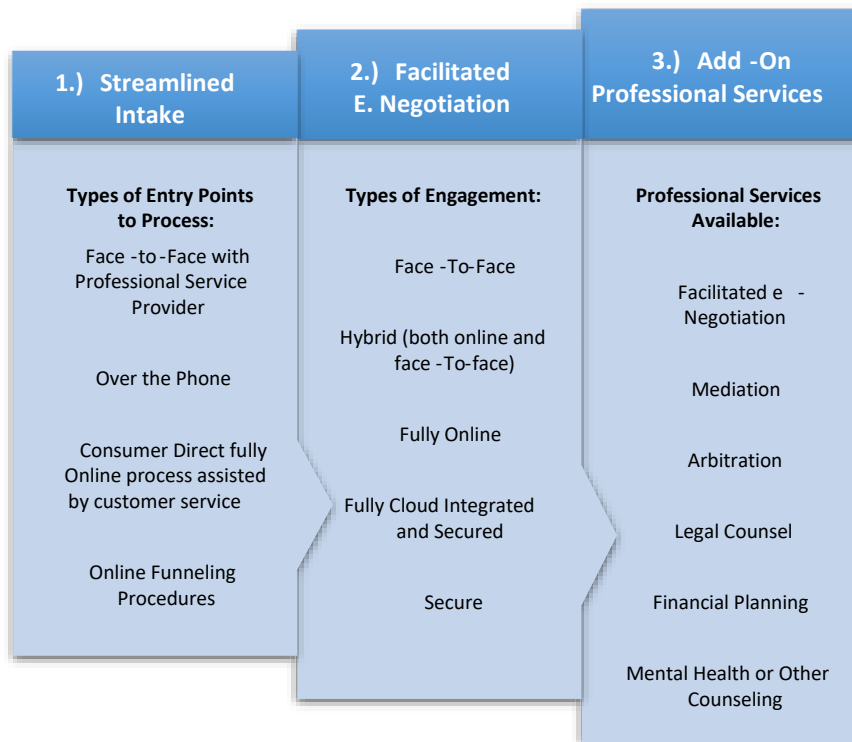 1.) Streamlined
Intake
Types of Entry Points
to Process:
Face -to -Face with
Professional Service
Provider
Over the Phone
Consumer Direct fully
Online process assisted
by customer service
Online Funneling
Procedures
2.) Facilitated
E. Negotiation
Types of Engagement:
Face -To-Face
Hybrid (both online and
face -To-face)
Fully Online
Fully Cloud Integrated
and Secured
Secure
3.) Add -On
Professional Services
Professional Services
Available:
Facilitated e -
Negotiation
Mediation
Arbitration
Legal Counsel
Financial Planning
Mental Health or Other
Counseling